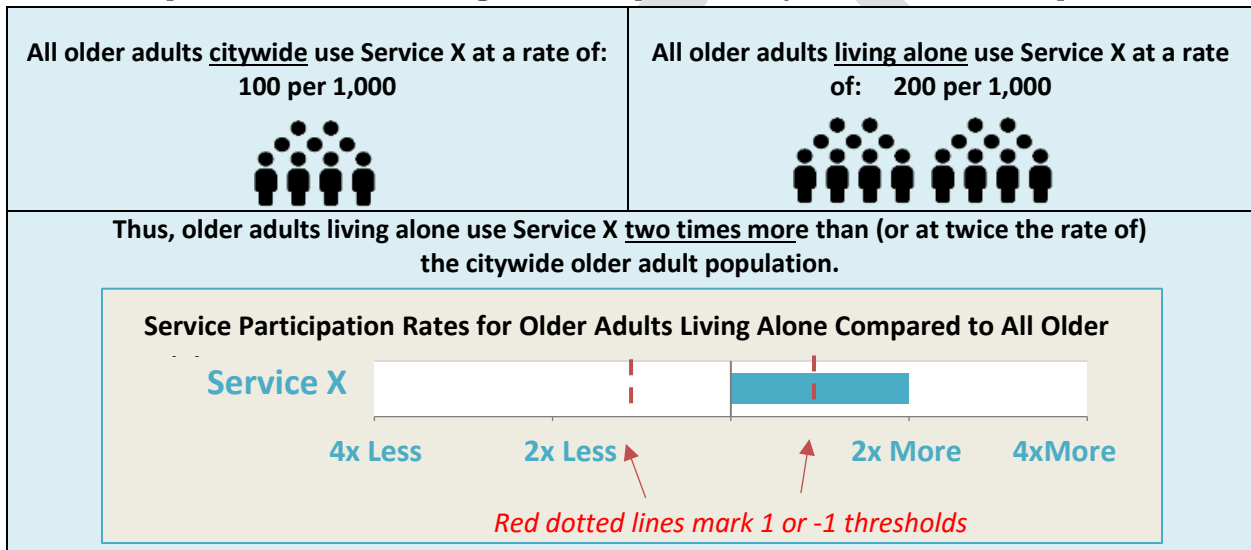 All older adults citywide use Service X at a rate of:
100 per 1,000
All older adults living alone use Service X at a rate
of: 200 per 1,000
Thus, older adults living alone use Service X two times more than (or at twice the rate of)
the citywide older adult population.
Service Participation Rates for Older Adults Living Alone Compared to All Older
Service X
4x Less 2x Less 2x More 4xMore
Red dotted lines mark 1 or -1 thresholds